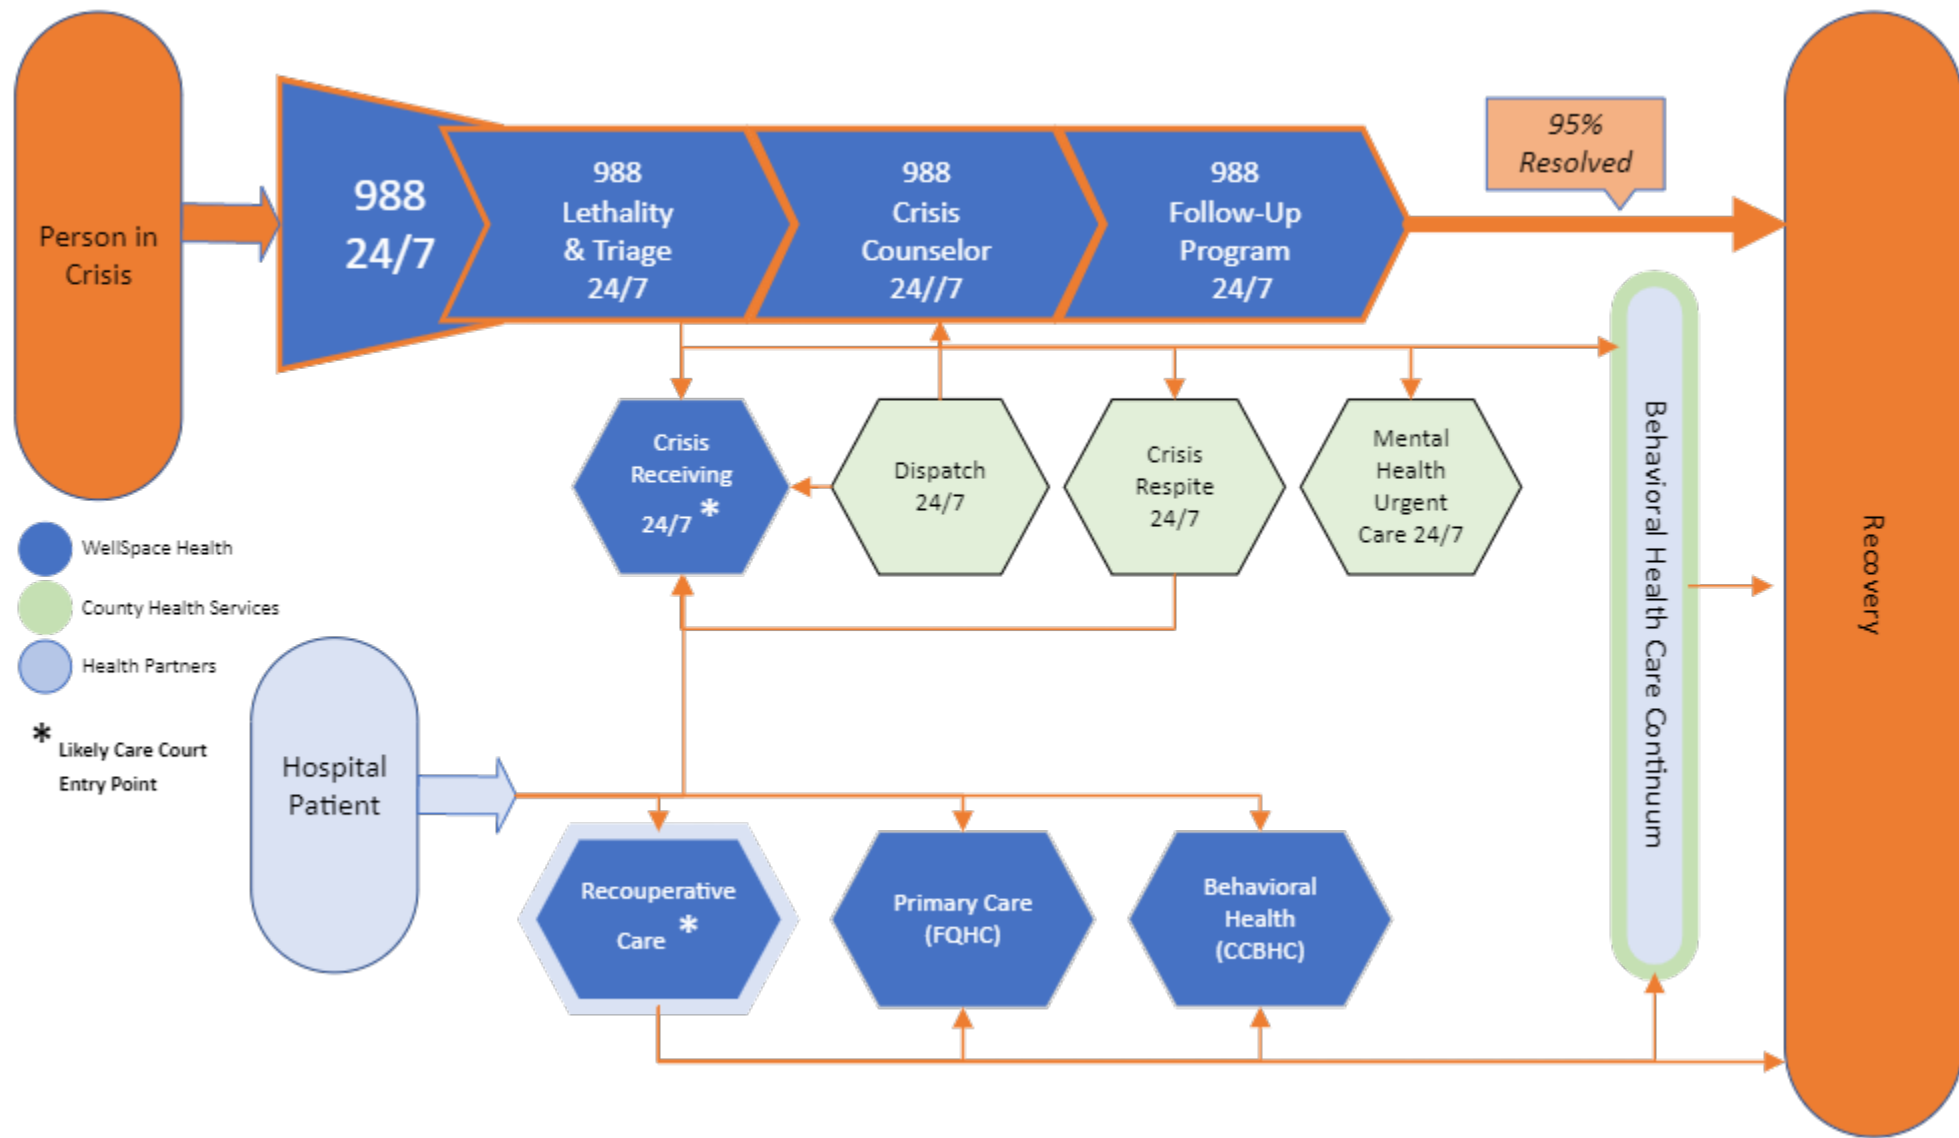 Person in
Crisis
988
24/7
988
Lethality
& Triage
24/7
988
Crisis
Counselor
24//7
988
Follow-Up
Program
24/7
95%
Resolved
Crisis
Receiving
24/7 *
Dispatch
24/7
Crisis
Respite
24/7
Mental
Health
Urgent
Care 24/7
Behavioral Health Care Continuum
Recovery
WellSpace Health
County Health Services
Health Partners
* Likely Care Court
Entry Point
Hospital
Patient
Recouperative
Care *
Primary Care
(FQHC)
Behavioral
Health
(CCBHC)